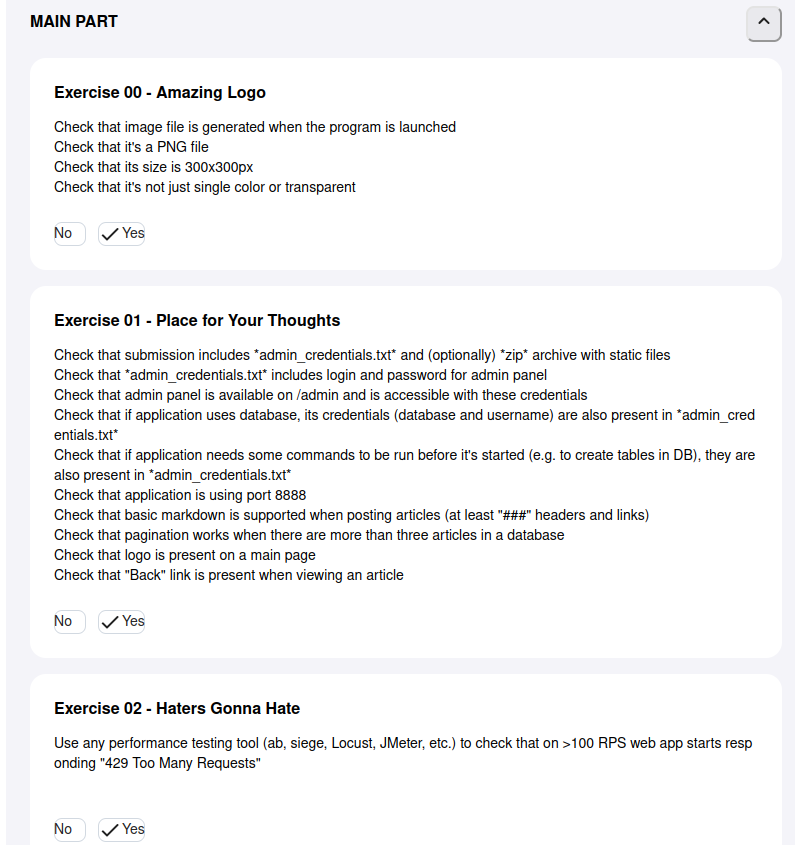 MAIN PART
Exercise 00 - Amazing Logo
Check that image file is generated when the program is launched
Check that it's a PNG file
Check that its size is 300x300px
Check that it's not just single color or transparent
No Yes
Exercise 01 - Place for Your Thoughts
Check that submission includes *admin_credentials.txt* and (optionally) *zip* archive with static files
Check that *admin_credentials.txt* includes login and password for admin panel
Check that admin panel is available on /admin and is accessible with these credentials
Check that if application uses database, its credentials (database and username) are also present in *admin_cred
entials.txt*
Check that if application needs some commands to be run before it's started (e.g. to create tables in DB), they are
also present in *admin_credentials.txt*
Check that application is using port 8888
Check that basic markdown is supported when posting articles (at least "###" headers and links)
Check that pagination works when there are more than three articles in a database
Check that logo is present on a main page
Check that "Back" link is present when viewing an article
No Yes
Exercise 02 - Haters Gonna Hate
Use any performance testing tool (ab, siege, Locust, JMeter, etc.) to check that on >100 RPS web app starts resp
onding "429 Too Many Requests"
No Yes